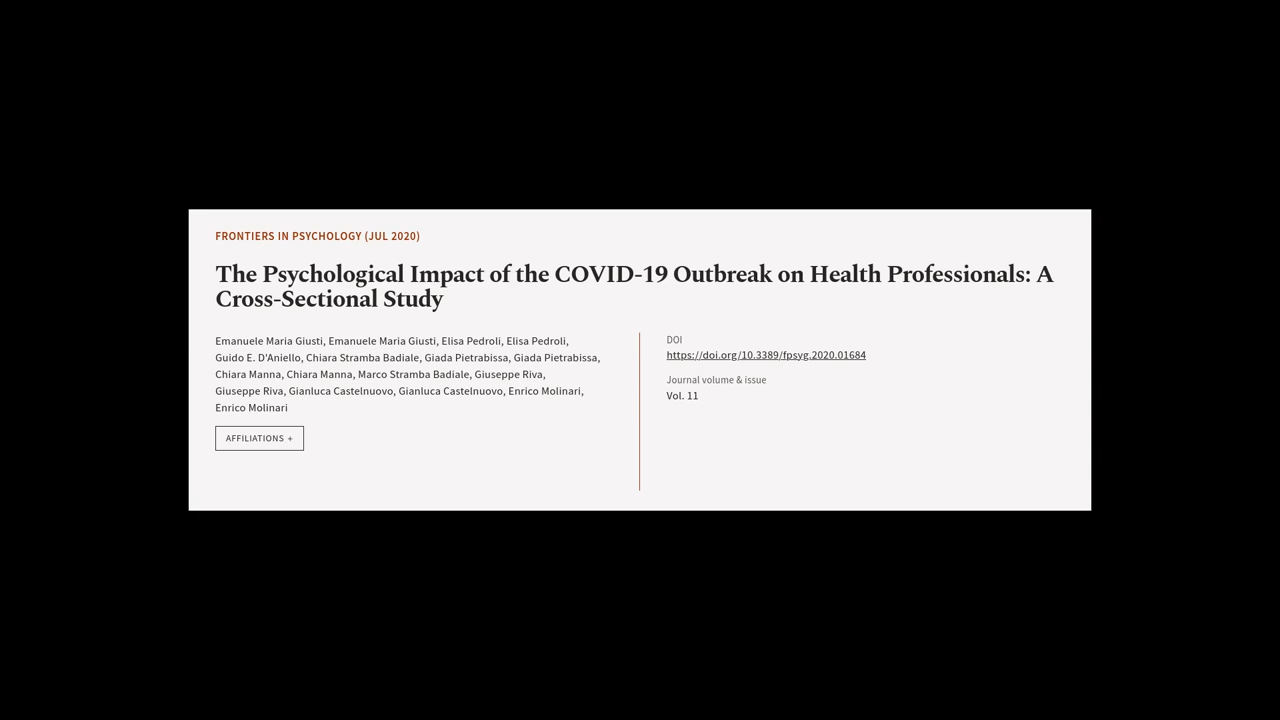 FRONTIERS IN PSYCHOLOGY (JUL 2020)
The Psychological Impact of the COVID-19 Outbreak on Health Professionals: A
Cross-Sectional Study
Emanuele Maria Giusti, Emanuele Maria Giusti, Elisa Pedroli, Elisa Pedroli,
Guido E. D'Aniello, Chiara Stramba Badiale, Giada Pietrabissa, Giada Pietrabissa,
Chiara Manna, Chiara Manna, Marco Stramba Badiale, Giuseppe Riva,
Giuseppe Riva, Gianluca Castelnuovo, Gianluca Castelnuovo, Enrico Molinari,
Enrico Molinari
AFFILIATIONS +
DOI
https://doi.org/10.3389/fpsyg.2020.01684
Journal volume & issue
Vol. 11